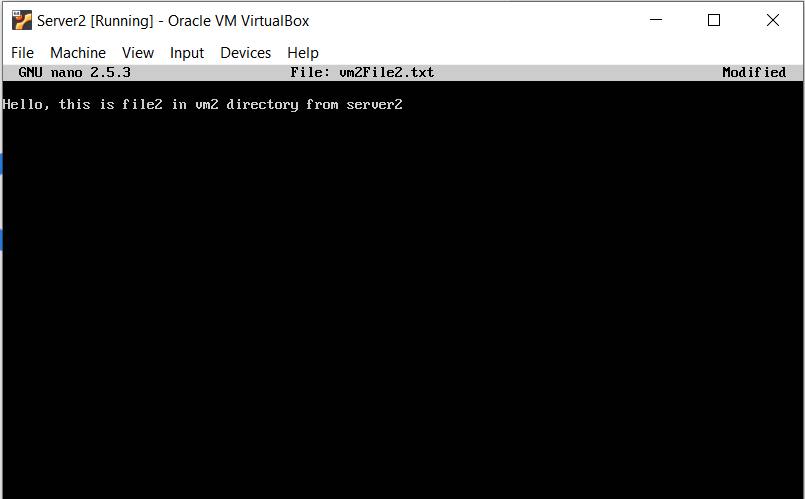 Server2 [Running] - Oracle VM VirtualBox
File Machine View Input Devices Help
GNU nano 2.5.3 File: vm2File2.txt Modified
Hello, this is file2 in vm2 directory from server2